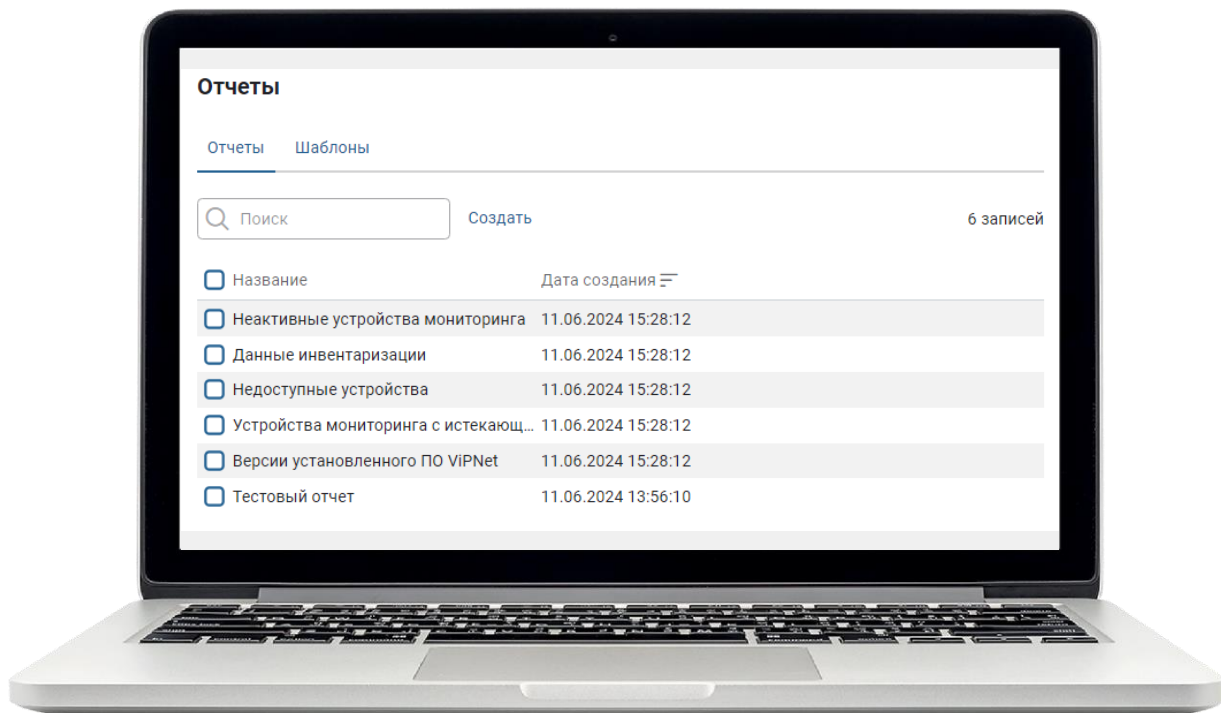 Отчеты
Отчеты Шаблоны
Поиск Создать 6 записей
Название Дата создания
Неактивные устройства мониторинга 11.06.2024 15:28:12
Данные инвентаризации 11.06.2024 15:28:12
Недоступные устройства 11.06.2024 15:28:12
Устройства мониторинга с истекающ... 11.06.2024 15:28:12
Версии установленного ПО ViPNet 11.06.2024 15:28:12
Тестовый отчет 11.06.2024 13:56:10